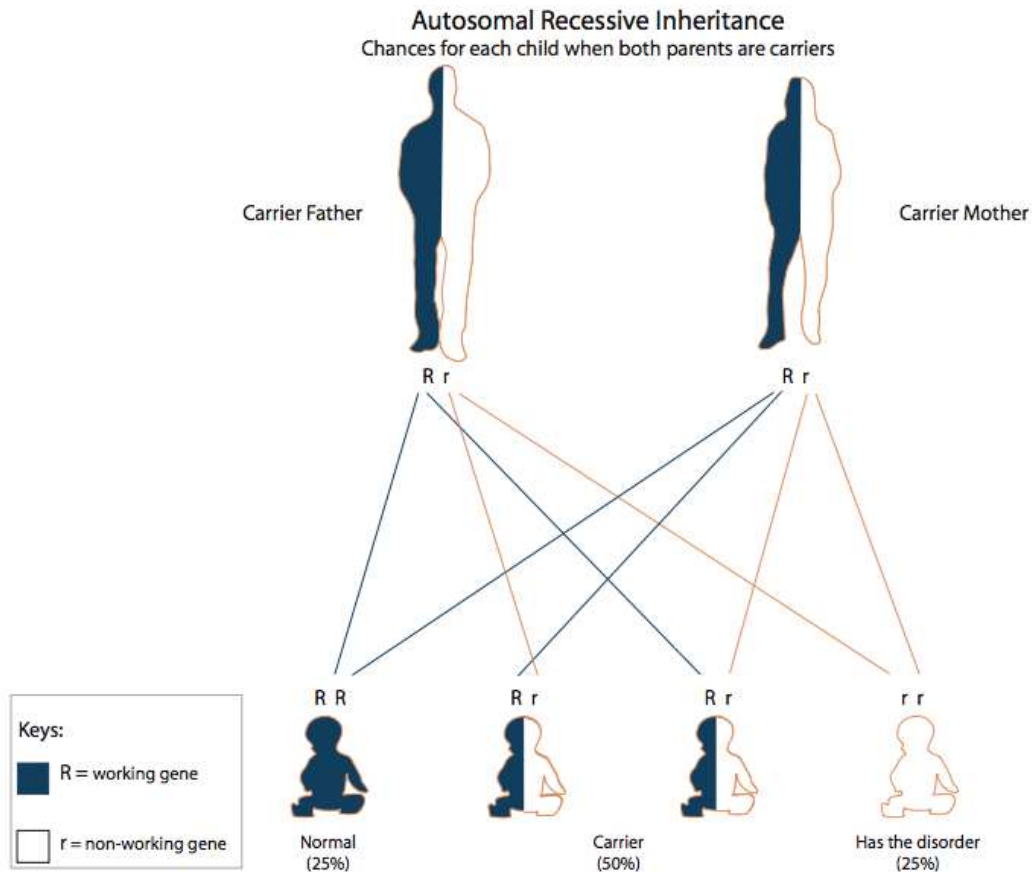 Autosomal Recessive Inheritance
Chances for each child when both parents are carriers
Carrier Father
Carrier Mother
R r
R r
R R
R r
R r
r r
Keys:
R = working gene
r = non-working gene
Normal
(25%)
Carrier
(50%)
Has the disorder
(25%)